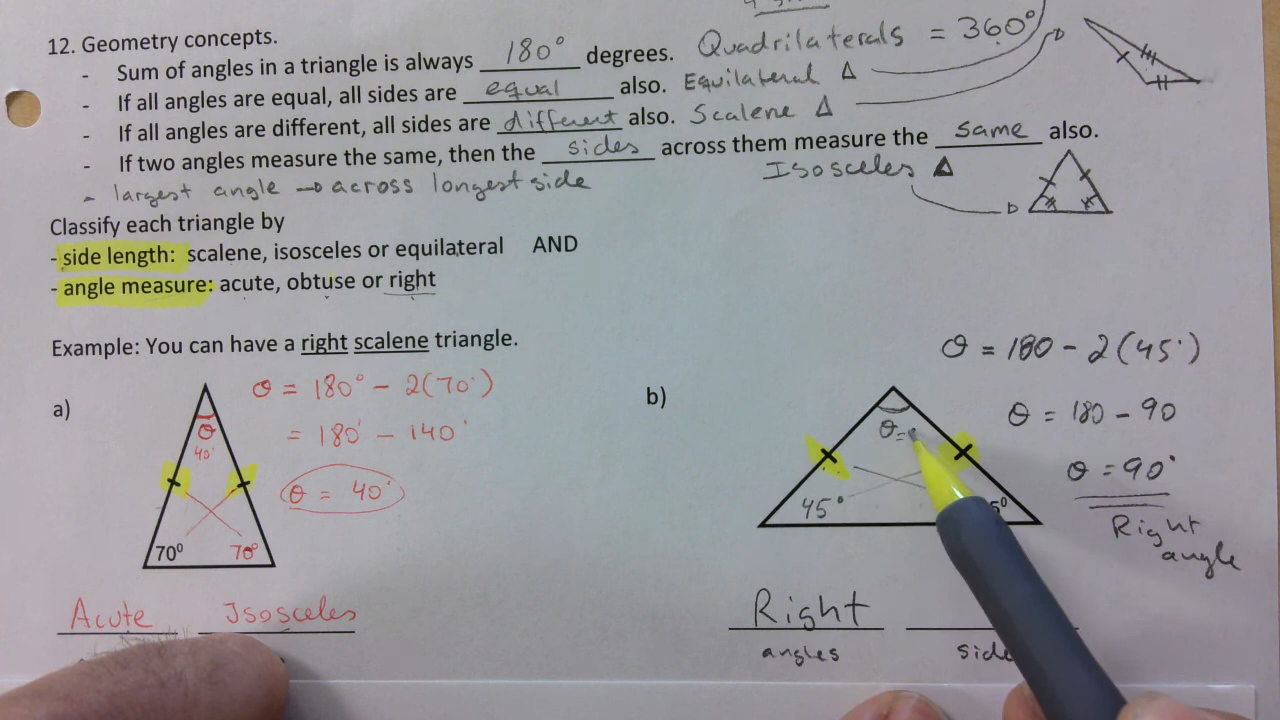 12. Geometry concepts.
- Sum of angles in a triangle is always 180° degrees. Quadrilaterals = 360°
- If all angles are equal, all sides are equal also. Equilateral Δ
- If all angles are different, all sides are different also. Scalene Δ
- If two angles measure the same, then the sides across them measure the same also.
Isosceles Δ
- largest angle → across longest side
Classify each triangle by
- side length: scalene, isosceles or equilateral AND
- angle measure: acute, obtuse or right
Example: You can have a right scalene triangle.
a)
θ = 180° - 2(70°)
= 180° - 140°
θ = 40°
θ
40°
70° 70°
Acute Isosceles
b)
θ = 180 - 2(45°)
θ = 180 - 90
θ = 90°
Right
angle
θ=
45°
Right
angles